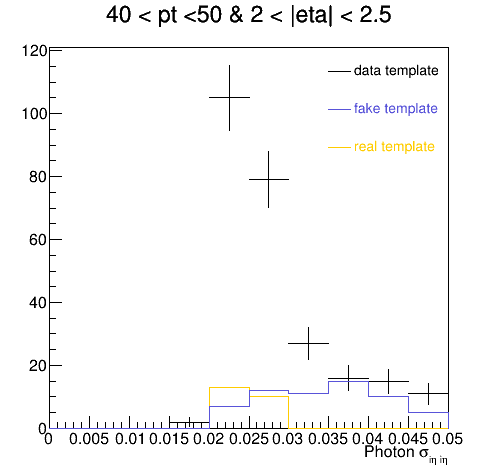 40 < pt <50 & 2 < |eta| < 2.5
120
data template
100
fake template
80
real template
60
40
20
0
0 0.005 0.01 0.015 0.02 0.025 0.03 0.035 0.04 0.045 0.05
Photon σiη iη